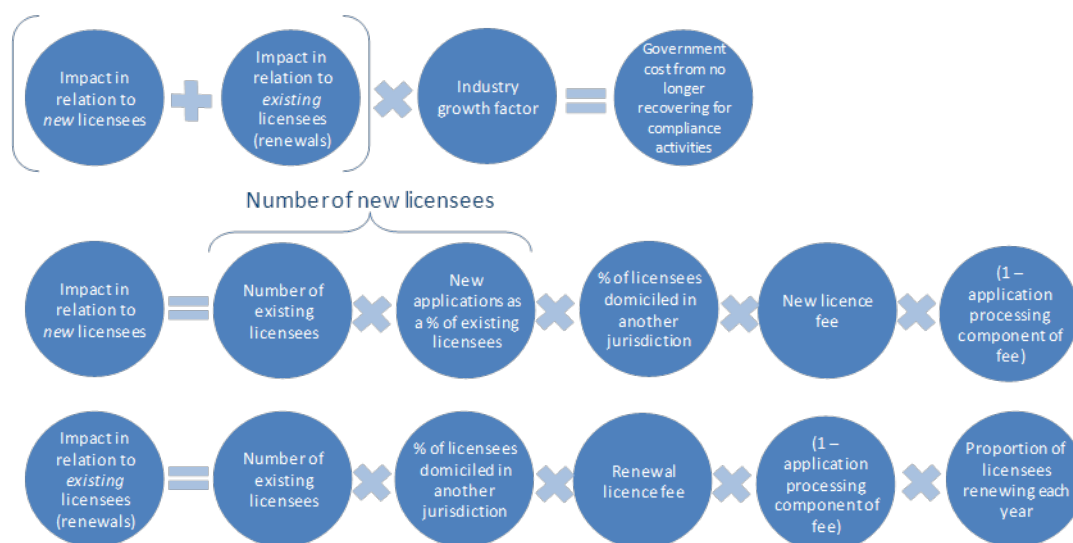 Impact in
relation to
new licensees
Impact in
relation to
existing
licensees
(renewals)
Industry
growth factor
Government
cost from no
longer
recovering for
compliance
activities
Number of new licensees
Impact in
relation to
new licensees
Number of
existing
licensees
New
applications as
a % of existing
licensees
% of licensees
domiciled in
another
jurisdiction
New licence
fee
(1 –
application
processing
component of
fee)
Impact in
relation to
existing
licensees
(renewals)
Number of
existing
licensees
% of licensees
domiciled in
another
jurisdiction
Renewal
licence fee
(1 –
application
processing
component of
fee)
Proportion of
licensees
renewing each
year